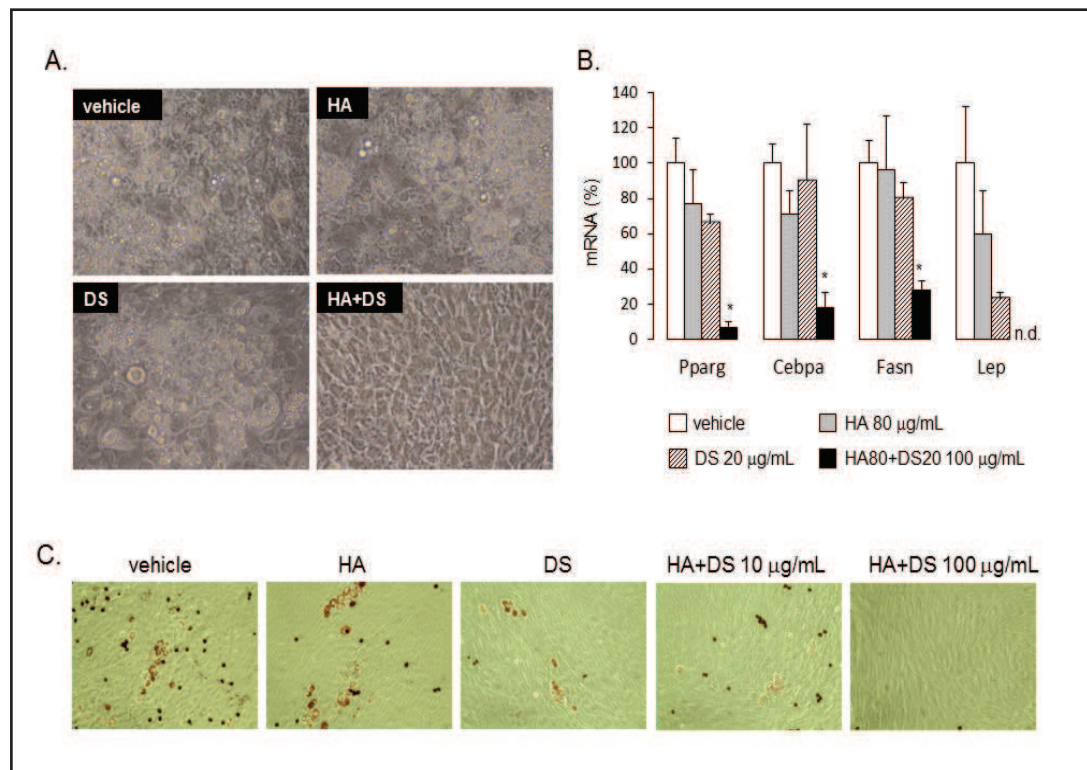 A.
vehicle
HA
DS
HA+DS
B.
mRNA (%)
140
120
100
80
60
40
20
0
*
*
*
n.d.
Pparg Cebpa Fasn Lep
vehicle HA 80 μg/mL
DS 20 μg/mL HA80+DS20 100 μg/mL
C.
vehicle HA DS HA+DS 10 μg/mL HA+DS 100 μg/mL